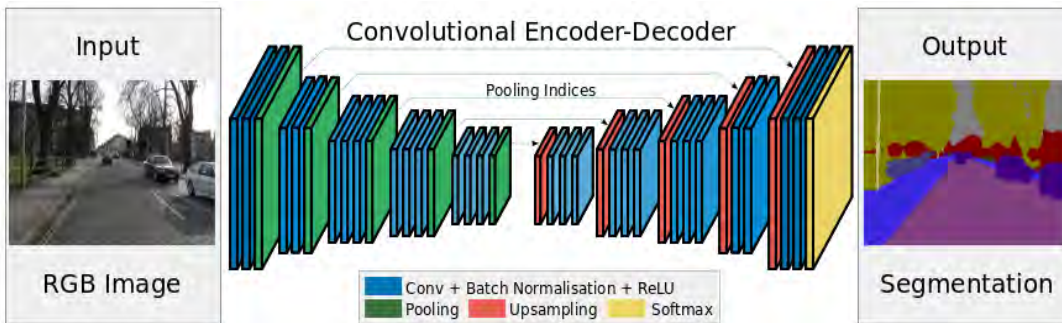 Input
RGB Image
Convolutional Encoder-Decoder
Pooling Indices
Conv + Batch Normalisation + ReLU
Pooling Upsampling Softmax
Output
Segmentation